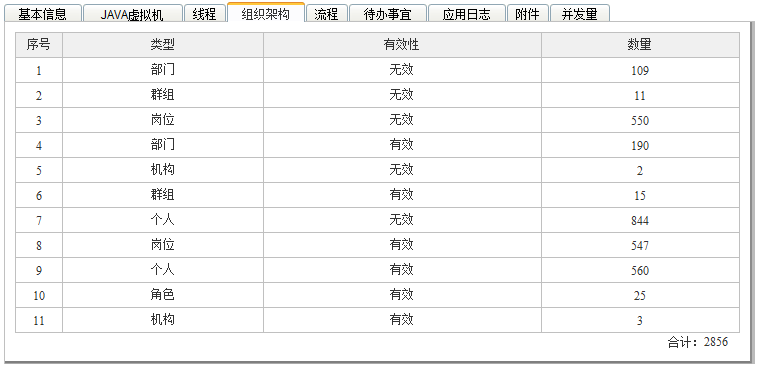 基本信息 JAVA虚拟机 线程 组织架构 流程 待办事宜 应用日志 附件 并发量
序号 类型 有效性 数量
1 部门 无效 109
2 群组 无效 11
3 岗位 无效 550
4 部门 有效 190
5 机构 无效 2
6 群组 有效 15
7 个人 无效 844
8 岗位 有效 547
9 个人 有效 560
10 角色 有效 25
11 机构 有效 3
合计：2856